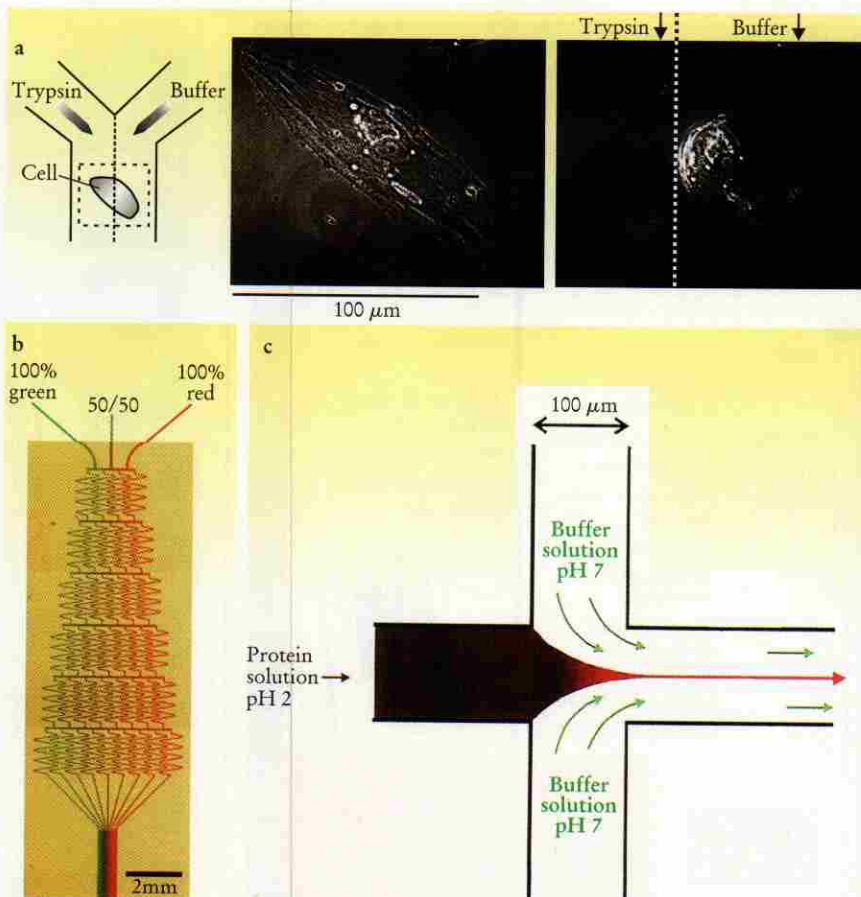 a
Trypsin
Buffer
Cell
Trypsin
Buffer
100 μm
b
100%
green
50/50
100%
red
2mm
c
100 μm
Buffer
solution
pH 7
Protein
solution
pH 2
Buffer
solution
pH 7